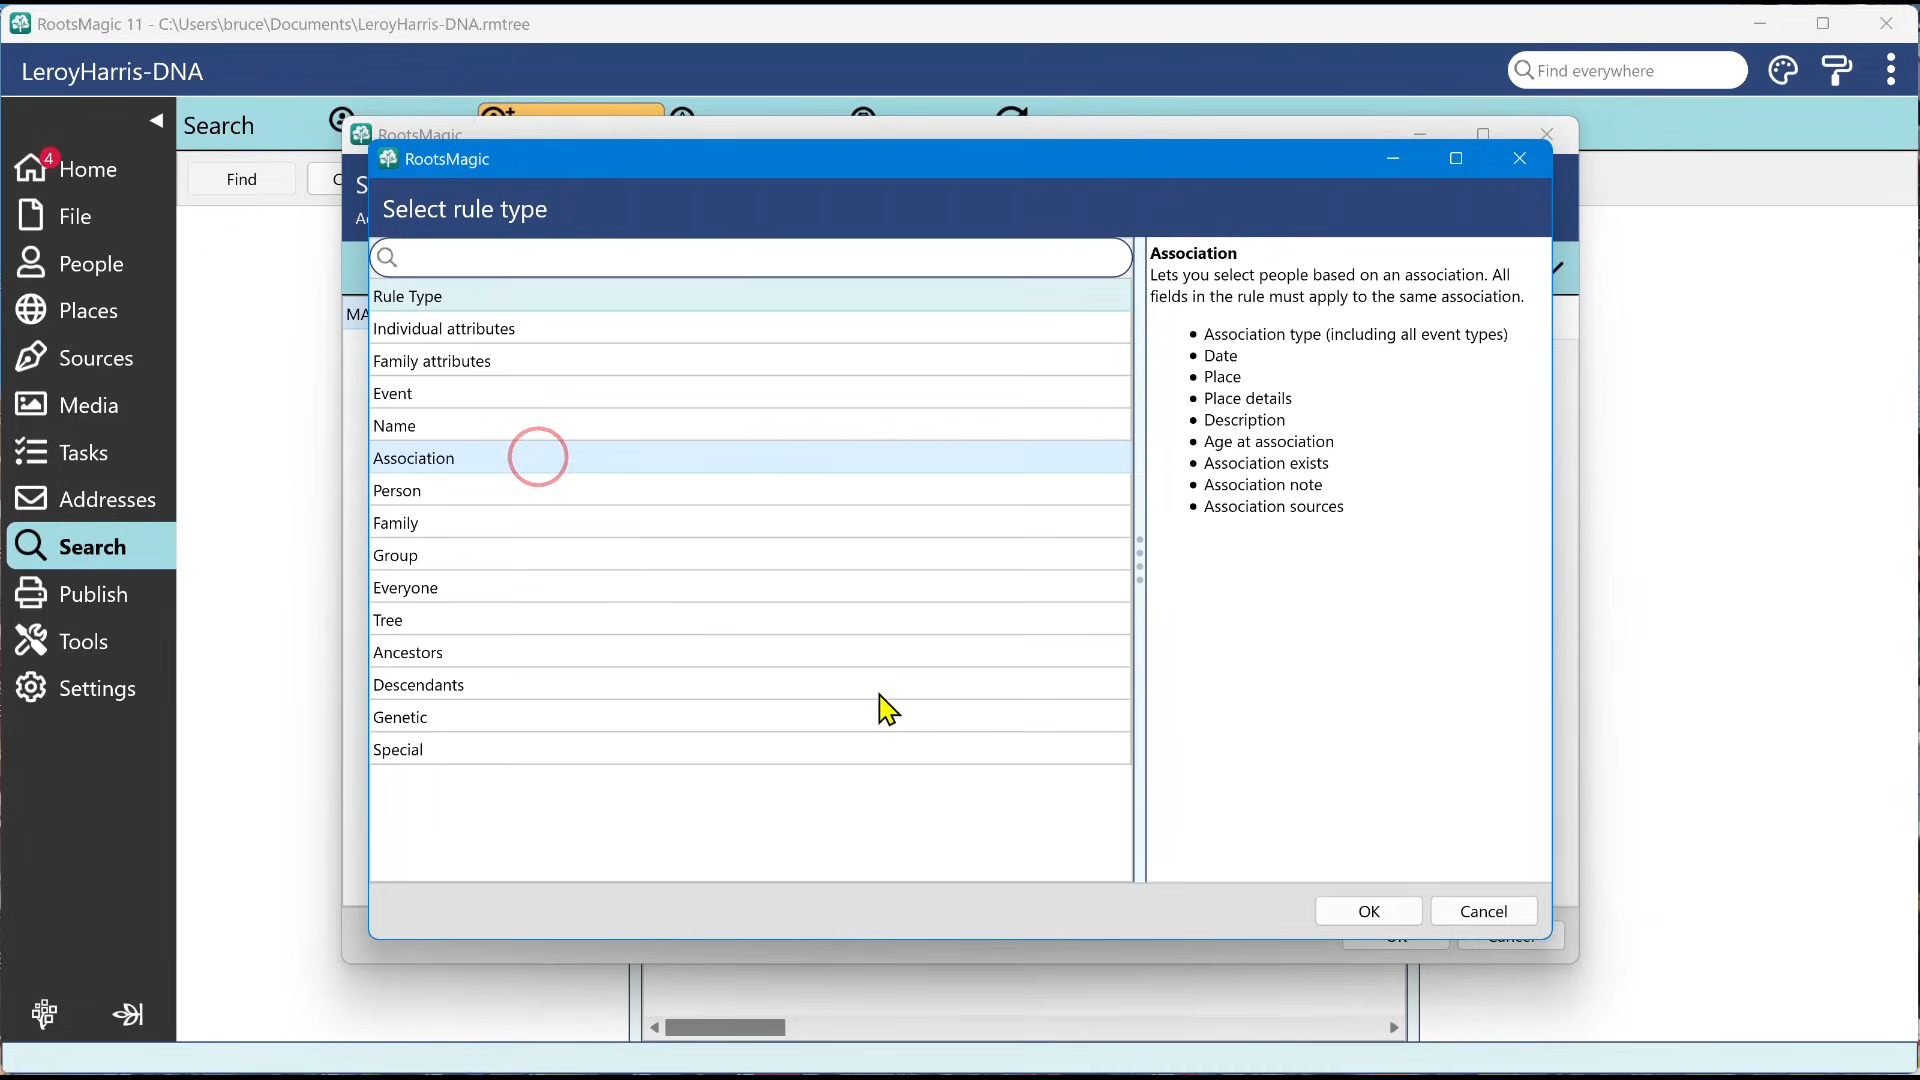 RootsMagic 11 - C:\Users\bruce\Documents\LeroyHarris-DNA.rmtree
LeroyHarris-DNA
Find everywhere
Search
RootsMagic
RootsMagic
4
Home
File
People
Places
Sources
Media
Tasks
Addresses
Search
Publish
Tools
Settings
Find
Select rule type
Rule Type
Individual attributes
Family attributes
Event
Name
Association
Person
Family
Group
Everyone
Tree
Ancestors
Descendants
Genetic
Special
Association
Lets you select people based on an association. All
fields in the rule must apply to the same association.
• Association type (including all event types)
• Date
• Place
• Place details
• Description
• Age at association
• Association exists
• Association note
• Association sources
OK
Cancel
OK
Cancel